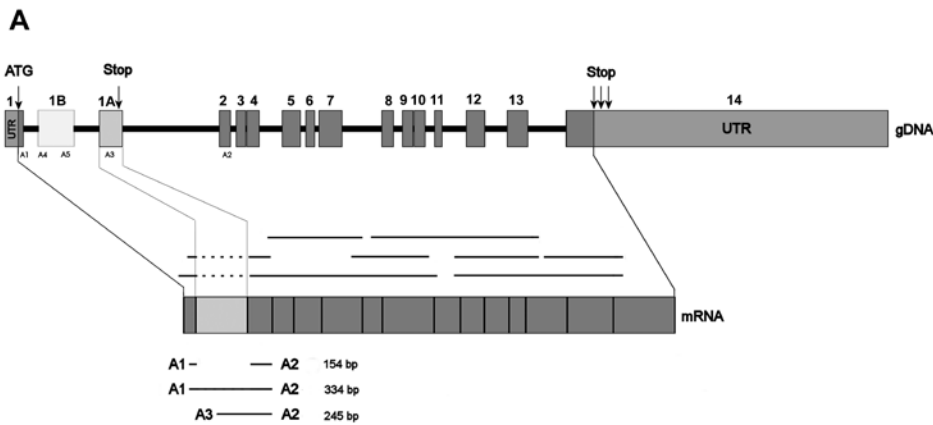 A
ATG Stop Stop
1 1B 1A 2 3 4 5 6 7 8 9 10 11 12 13 14
UTR UTR gDNA
A1 A4 A5 A3 A2
mRNA
A1 A2 154 bp
A1 A2 334 bp
A3 A2 245 bp